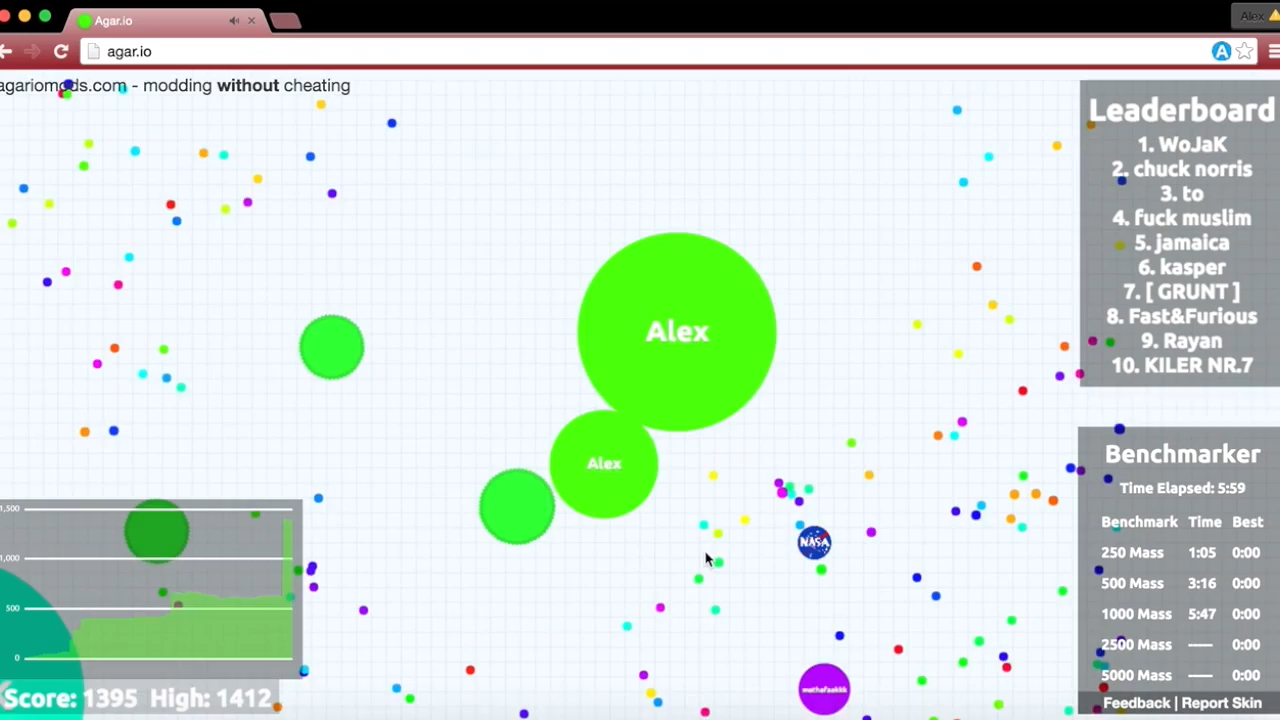 Agar.io
Alex
agar.io
agariomods.com - modding without cheating
Leaderboard
1. WoJaK
2. chuck norris
3. to
4. fuck muslim
5. jamaica
6. kasper
7. [ GRUNT ]
8. Fast&Furious
9. Rayan
10. KILER NR.7
Alex
Alex
NASA
Benchmarker
Time Elapsed: 5:59
Benchmark Time Best
250 Mass 1:05 0:00
500 Mass 3:16 0:00
1000 Mass 5:47 0:00
2500 Mass —— 0:00
5000 Mass —— 0:00
Feedback | Report Skin
1,500
1,000
500
0
Score: 1395 High: 1412